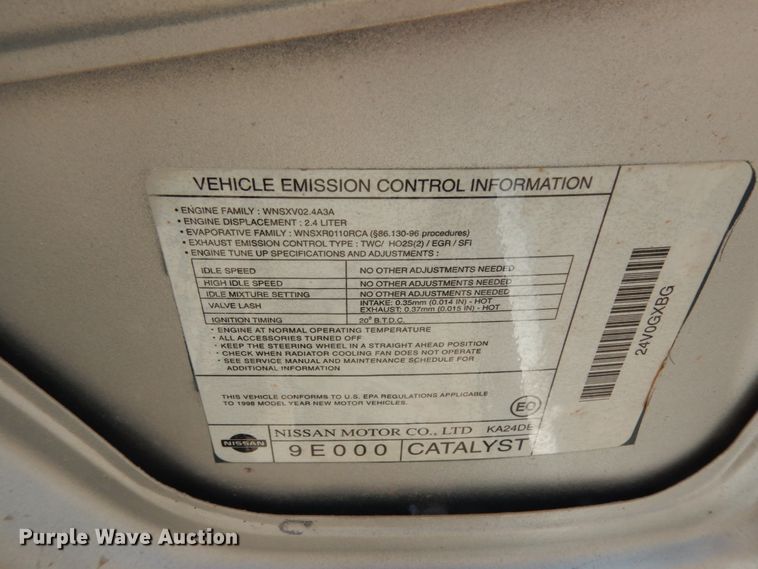 VEHICLE EMISSION CONTROL INFORMATION
• ENGINE FAMILY : WNSXV02.4A3A
• ENGINE DISPLACEMENT : 2.4 LITER
• EVAPORATIVE FAMILY : WNSXR0110RCA (§86.130-96 procedures)
• EXHAUST EMISSION CONTROL TYPE : TWC/ HO2S(2) / EGR / SFI
• ENGINE TUNE UP SPECIFICATIONS AND ADJUSTMENTS :
IDLE SPEED NO OTHER ADJUSTMENTS NEEDED
HIGH IDLE SPEED NO OTHER ADJUSTMENTS NEEDED
IDLE MIXTURE SETTING NO OTHER ADJUSTMENTS NEEDED
VALVE LASH INTAKE: 0.35mm (0.014 IN) - HOT
EXHAUST: 0.37mm (0.015 IN) - HOT
IGNITION TIMING 20° B.T.D.C.
• ENGINE AT NORMAL OPERATING TEMPERATURE
• ALL ACCESSORIES TURNED OFF
• KEEP THE STEERING WHEEL IN A STRAIGHT AHEAD POSITION
• CHECK WHEN RADIATOR COOLING FAN DOES NOT OPERATE
• SEE SERVICE MANUAL AND MAINTENANCE SCHEDULE FOR
ADDITIONAL INFORMATION
THIS VEHICLE CONFORMS TO U.S. EPA REGULATIONS APPLICABLE
TO 1998 MODEL YEAR NEW MOTOR VEHICLES.
EO
NISSAN
NISSAN MOTOR CO., LTD KA24DE
9E000 CATALYST
24V0GXBG
Purple Wave Auction
Purple Wave Auction